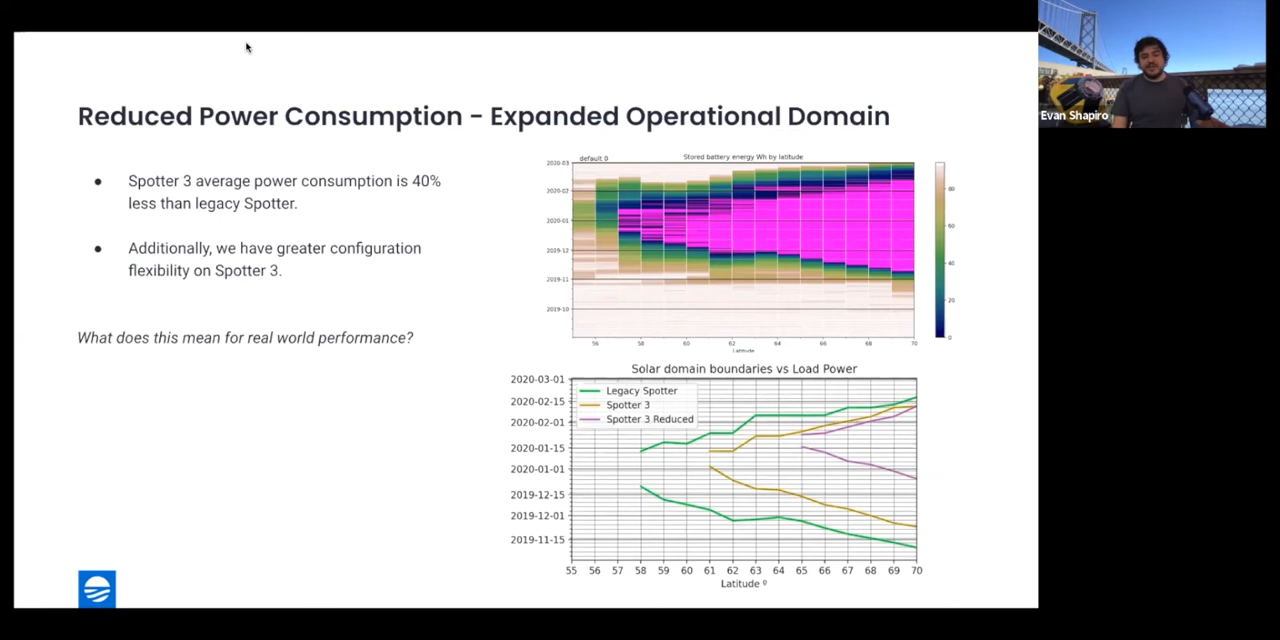 Reduced Power Consumption - Expanded Operational Domain
● Spotter 3 average power consumption is 40%
less than legacy Spotter.
● Additionally, we have greater configuration
flexibility on Spotter 3.
What does this mean for real world performance?
default 0
Stored battery energy Wh by latitude
2020-03
2020-02
2020-01
2019-12
2019-11
2019-10
56 58 60 62 64 66 68 70
Latitude
80
60
40
20
0
Solar domain boundaries vs Load Power
2020-03-01
2020-02-15
2020-02-01
2020-01-15
2020-01-01
2019-12-15
2019-12-01
2019-11-15
Legacy Spotter
Spotter 3
Spotter 3 Reduced
55 56 57 58 59 60 61 62 63 64 65 66 67 68 69 70
Latitude º
Evan Shapiro